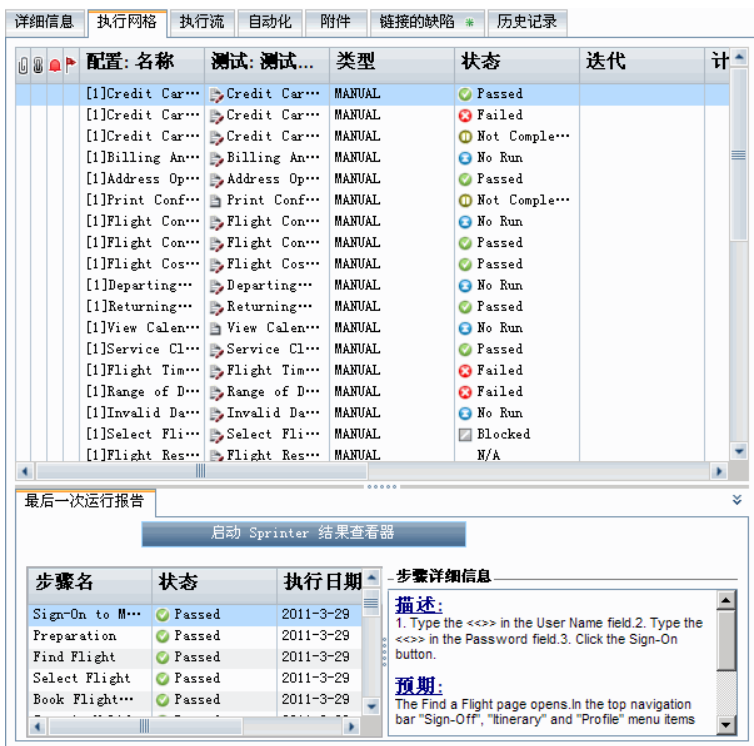 详细信息 执行网格 执行流 自动化 附件 链接的缺陷 * 历史记录
配置: 名称 测试: 测试... 类型 状态 迭代 计
[1]Credit Car... Credit Car... MANUAL Passed
[1]Credit Car... Credit Car... MANUAL Failed
[1]Credit Car... Credit Car... MANUAL Not Comple...
[1]Billing An... Billing An... MANUAL No Run
[1]Address Op... Address Op... MANUAL Passed
[1]Print Conf... Print Conf... MANUAL Not Comple...
[1]Flight Con... Flight Con... MANUAL No Run
[1]Flight Con... Flight Con... MANUAL Passed
[1]Flight Cos... Flight Cos... MANUAL Passed
[1]Departing... Departing... MANUAL No Run
[1]Returning... Returning... MANUAL Passed
[1]View Calen... View Calen... MANUAL No Run
[1]Service Cl... Service Cl... MANUAL Passed
[1]Flight Tim... Flight Tim... MANUAL Failed
[1]Range of D... Range of D... MANUAL Failed
[1]Invalid Da... Invalid Da... MANUAL No Run
[1]Select Fli... Select Fli... MANUAL Blocked
[1]Flight Res... Flight Res... MANUAL N/A
最后一次运行报告
启动 Sprinter 结果查看器
步骤名 状态 执行日期
Sign-On to M... Passed 2011-3-29
Preparation Passed 2011-3-29
Find Flight Passed 2011-3-29
Select Flight Passed 2011-3-29
Book Flight... Passed 2011-3-29
步骤详细信息
描述:
1. Type the <<>> in the User Name field.2. Type the
<<>> in the Password field.3. Click the Sign-On
button.
预期:
The Find a Flight page opens.In the top navigation
bar "Sign-Off", "Itinerary" and "Profile" menu items